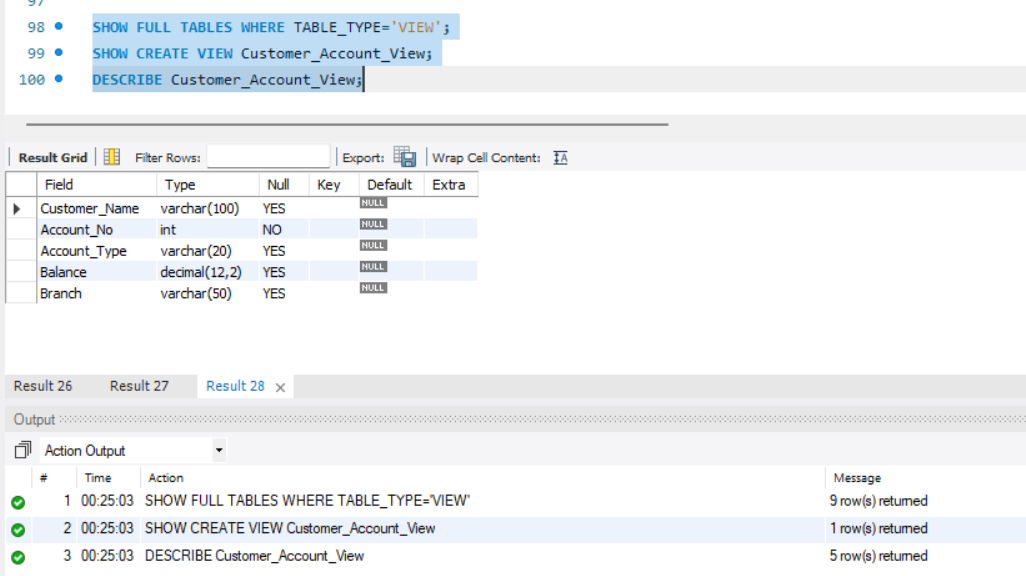 97
98 SHOW FULL TABLES WHERE TABLE_TYPE='VIEW';
99 SHOW CREATE VIEW Customer_Account_View;
100 DESCRIBE Customer_Account_View;
Result Grid Filter Rows: Export: Wrap Cell Content: IA
Field Type Null Key Default Extra
Customer_Name varchar(100) YES NULL
Account_No int NO NULL
Account_Type varchar(20) YES NULL
Balance decimal(12,2) YES NULL
Branch varchar(50) YES NULL
Result 26 Result 27 Result 28
Output
Action Output
# Time Action Message
1 00:25:03 SHOW FULL TABLES WHERE TABLE_TYPE='VIEW' 9 row(s) returned
2 00:25:03 SHOW CREATE VIEW Customer_Account_View 1 row(s) returned
3 00:25:03 DESCRIBE Customer_Account_View 5 row(s) returned